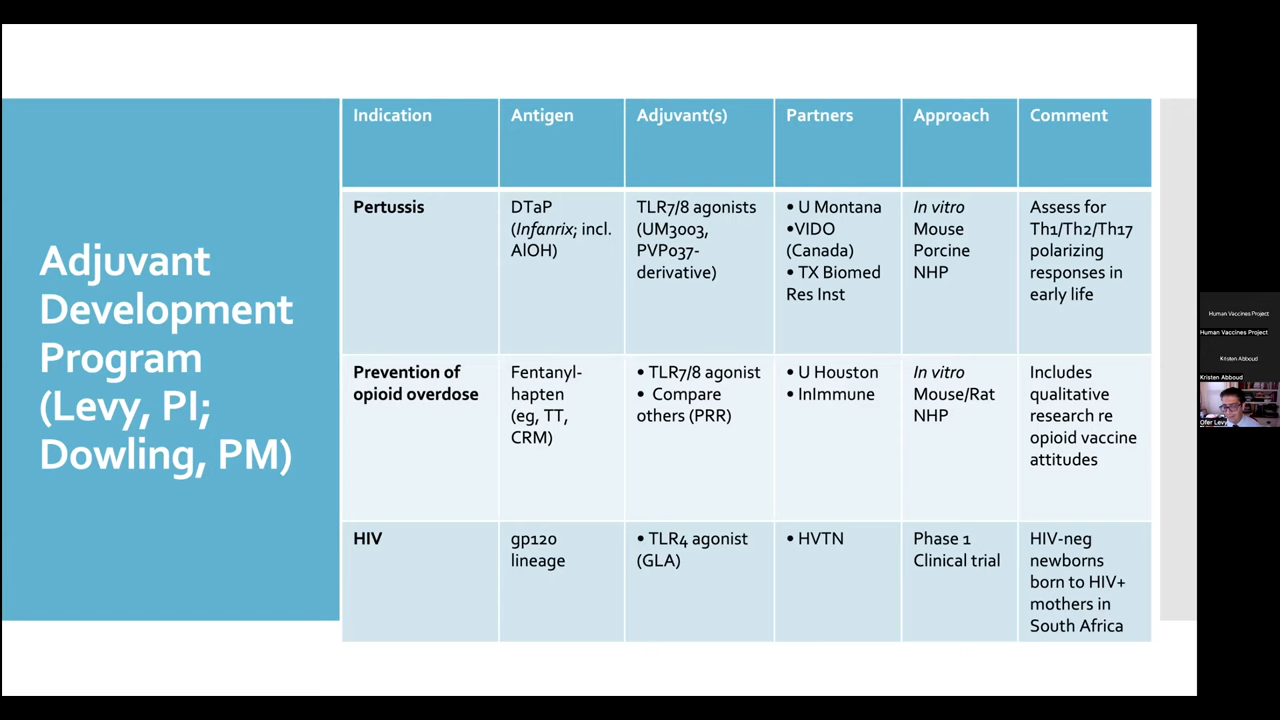 Adjuvant
Development
Program
(Levy, PI;
Dowling, PM)
Indication
Antigen
Adjuvant(s)
Partners
Approach
Comment
Pertussis
DTaP
(Infanrix; incl.
AlOH)
TLR7/8 agonists
(UM3003,
PVP037-
derivative)
• U Montana
•VIDO
(Canada)
• TX Biomed
Res Inst
In vitro
Mouse
Porcine
NHP
Assess for
Th1/Th2/Th17
polarizing
responses in
early life
Prevention of
opioid overdose
Fentanyl-
hapten
(eg, TT,
CRM)
• TLR7/8 agonist
• Compare
others (PRR)
• U Houston
• InImmune
In vitro
Mouse/Rat
NHP
Includes
qualitative
research re
opioid vaccine
attitudes
HIV
gp120
lineage
• TLR4 agonist
(GLA)
• HVTN
Phase 1
Clinical trial
HIV-neg
newborns
born to HIV+
mothers in
South Africa
Human Vaccines Project
Human Vaccines Project
Kristen Abboud
Kristen Abboud
Ofer Levy